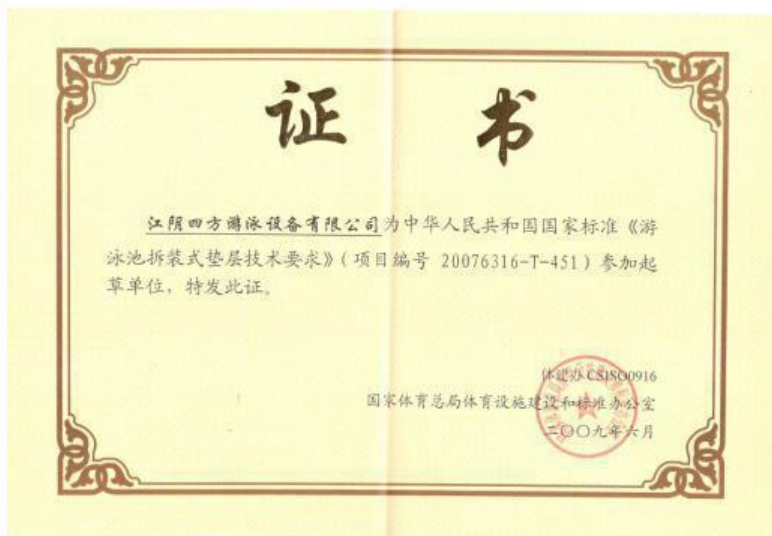 证 书
江阴四方游泳设备有限公司为中华人民共和国国家标准《游
泳池拆装式垫层技术要求》(项目编号 20076316-T-451)参加起
草单位，特发此证。
体建办 CSISO0916
国家体育总局体育设施建设和标准办公室
二〇〇九年六月